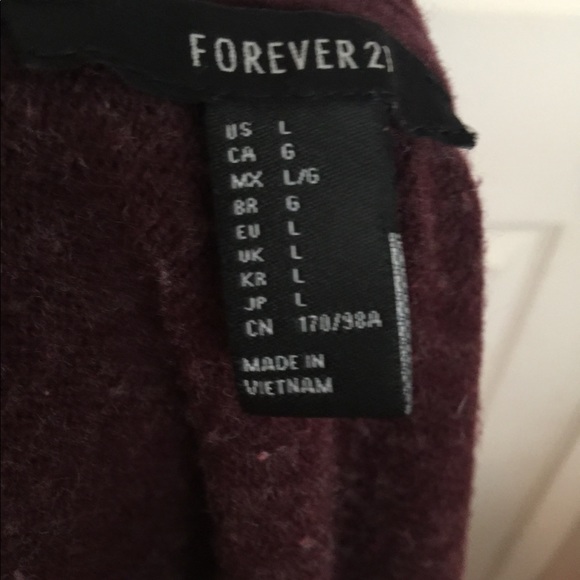 FOREVER 21
US L
CA G
MX L/G
BR G
EU L
UK L
KR L
JP L
CN 170/98A
MADE IN
VIETNAM